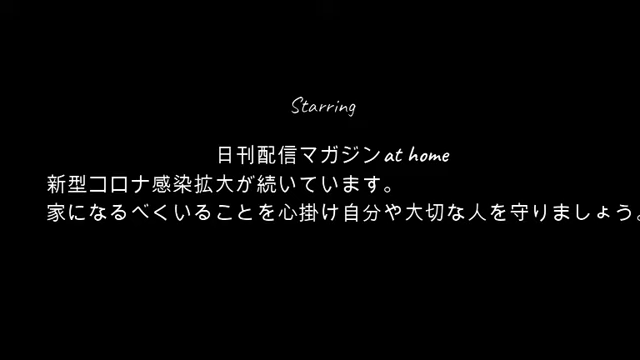 Starring
日刊配信マガジンat home
新型コロナ感染拡大が続いています。
家になるべくいることを心掛け自分や大切な人を守りましょう。